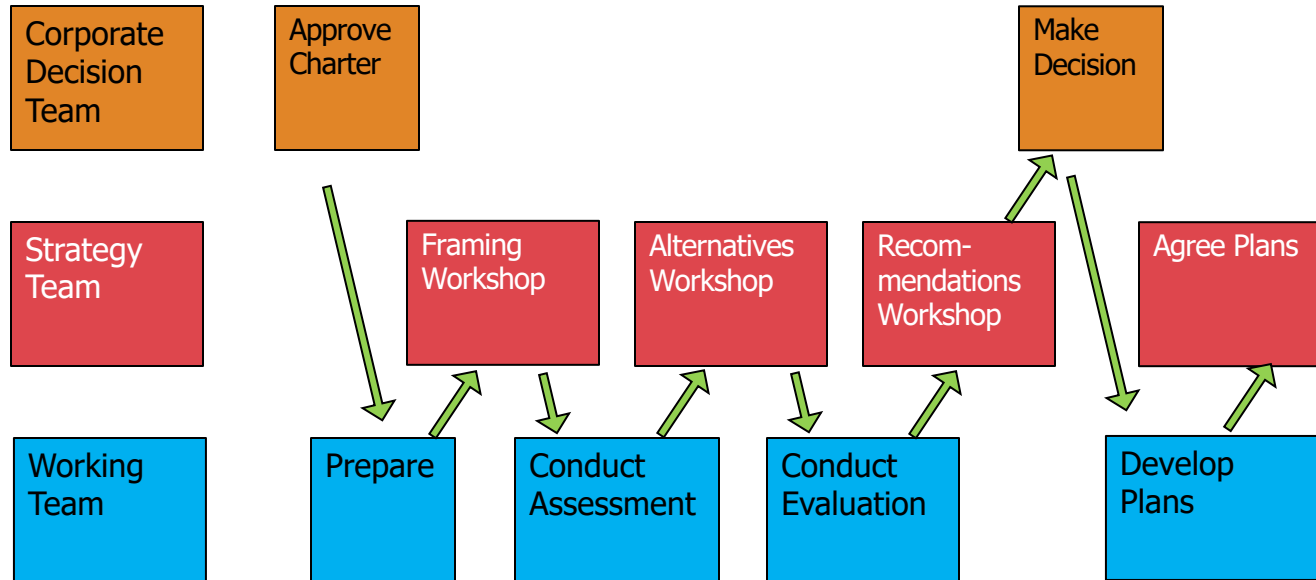 Corporate
Decision
Team
Approve
Charter
Make
Decision
Strategy
Team
Framing
Workshop
Alternatives
Workshop
Recom-
mendations
Workshop
Agree Plans
Working
Team
Prepare
Conduct
Assessment
Conduct
Evaluation
Develop
Plans